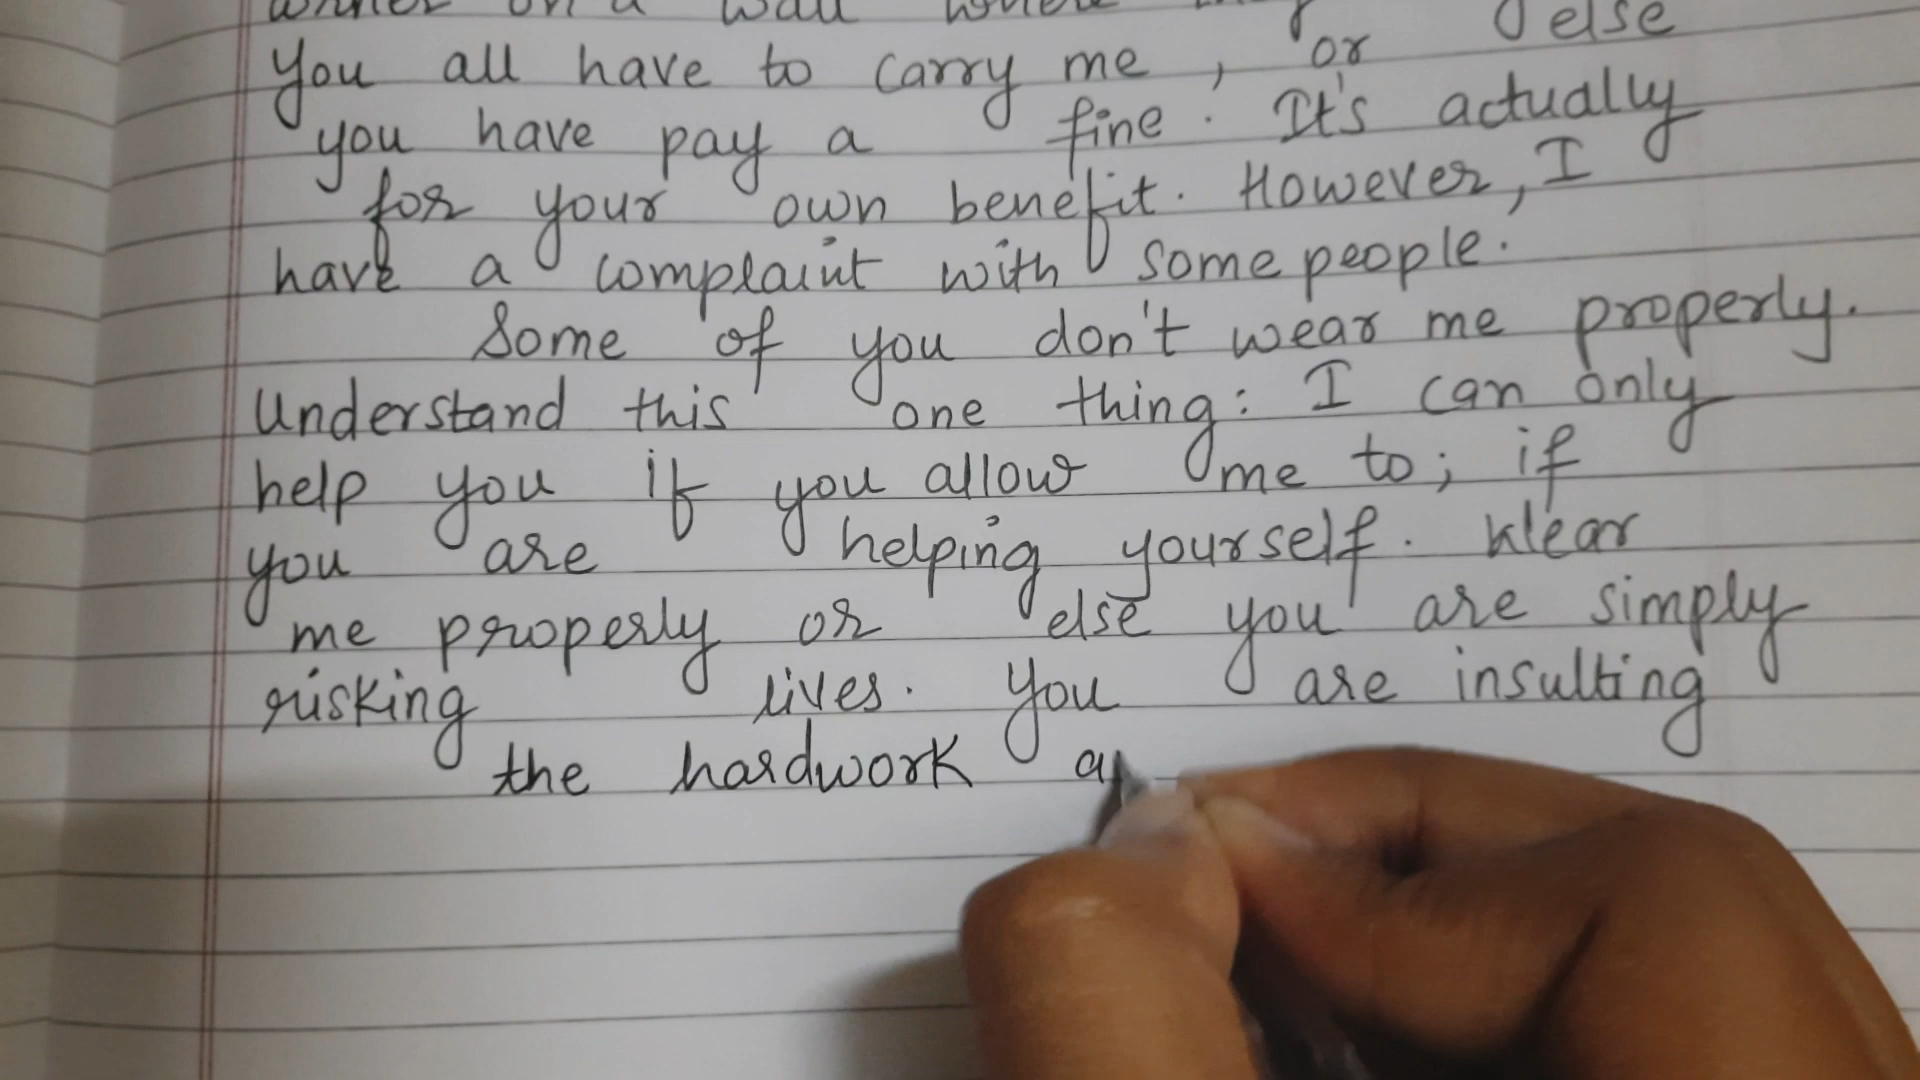 on a wall where
You all have to carry me, or else
you have pay a fine. It's actually
for your own benefit. However, I
have a complaint with some people.
Some of you don't wear me properly.
Understand this one thing: I can only
help you if you allow me to; if
you are helping yourself. Wear
me properly or else you are simply
risking lives. You are insulting
the hardwork